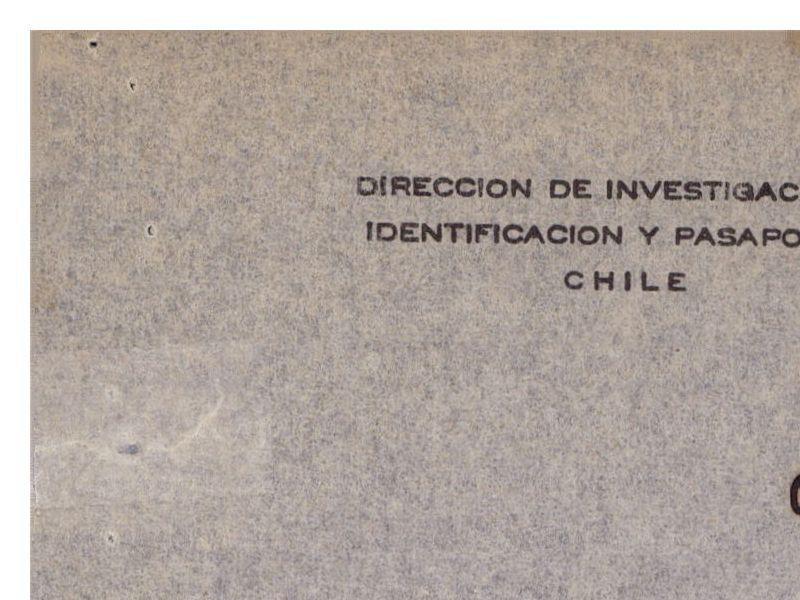 DIRECCION DE INVESTIGAC
IDENTIFICACION Y PASAPO
CHILE